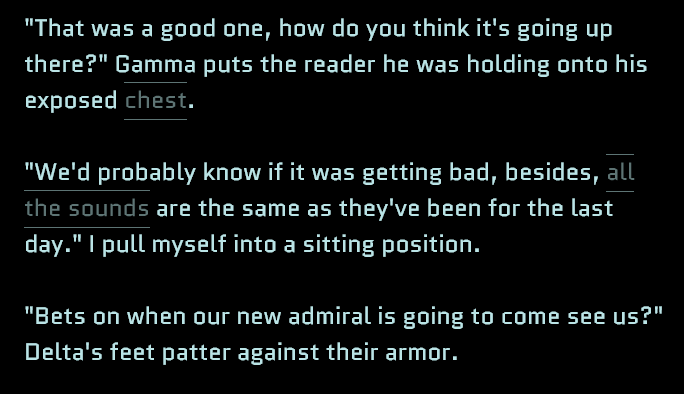 "That was a good one, how do you think it's going up
there?" Gamma puts the reader he was holding onto his
exposed chest.
"We'd probably know if it was getting bad, besides, all
the sounds are the same as they've been for the last
day." I pull myself into a sitting position.
"Bets on when our new admiral is going to come see us?"
Delta's feet patter against their armor.